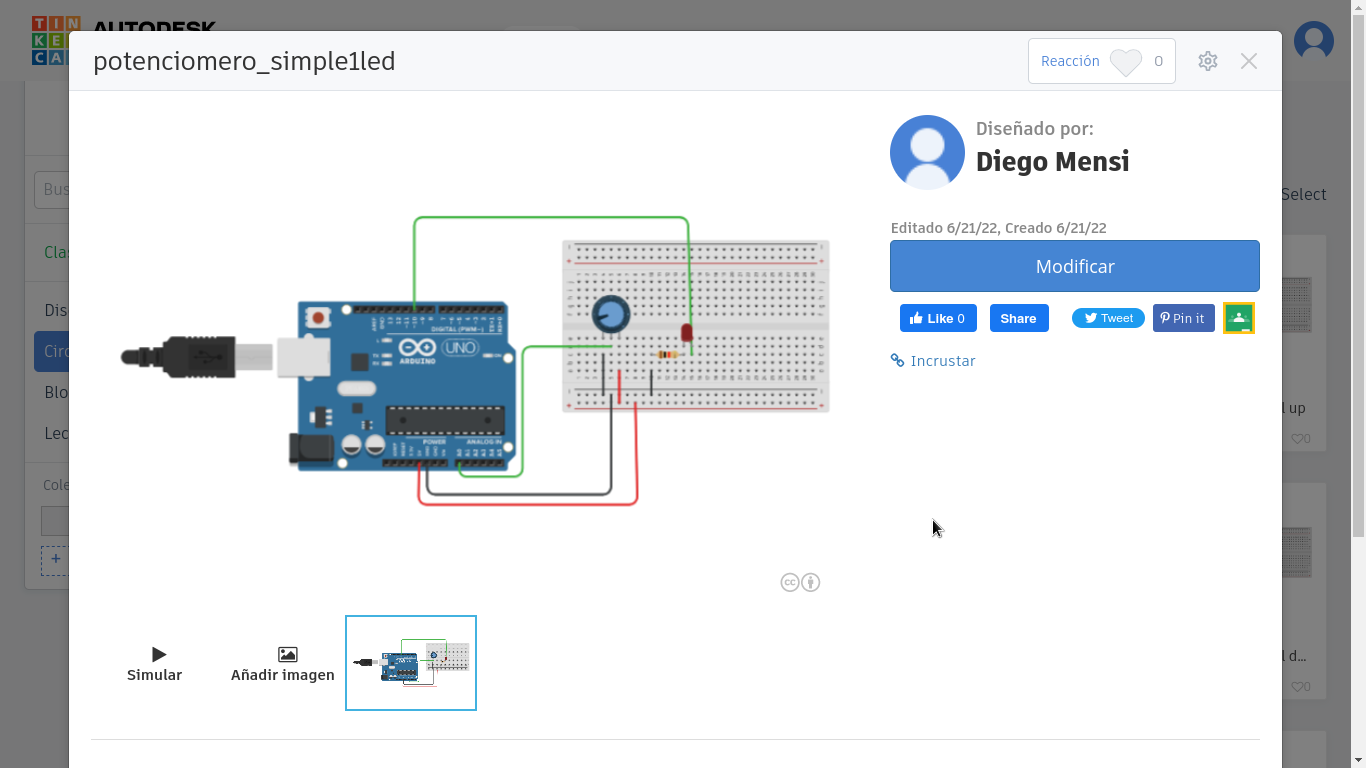 TIN
KER
CAD
AUTODESK
potenciomero_simple1led
Reacción
0
Diseñado por:
Diego Mensi
Editado 6/21/22, Creado 6/21/22
Modificar
Like 0
Share
Tweet
Pin it
Incrustar
Select
Bus
Clas
Dis
Circ
Blo
Lec
Cole
+
l up
0
l d...
0
DIGITAL (PWM~)
UNO
ARDUINO
POWER
ANALOG IN
cc
Simular
Añadir imagen